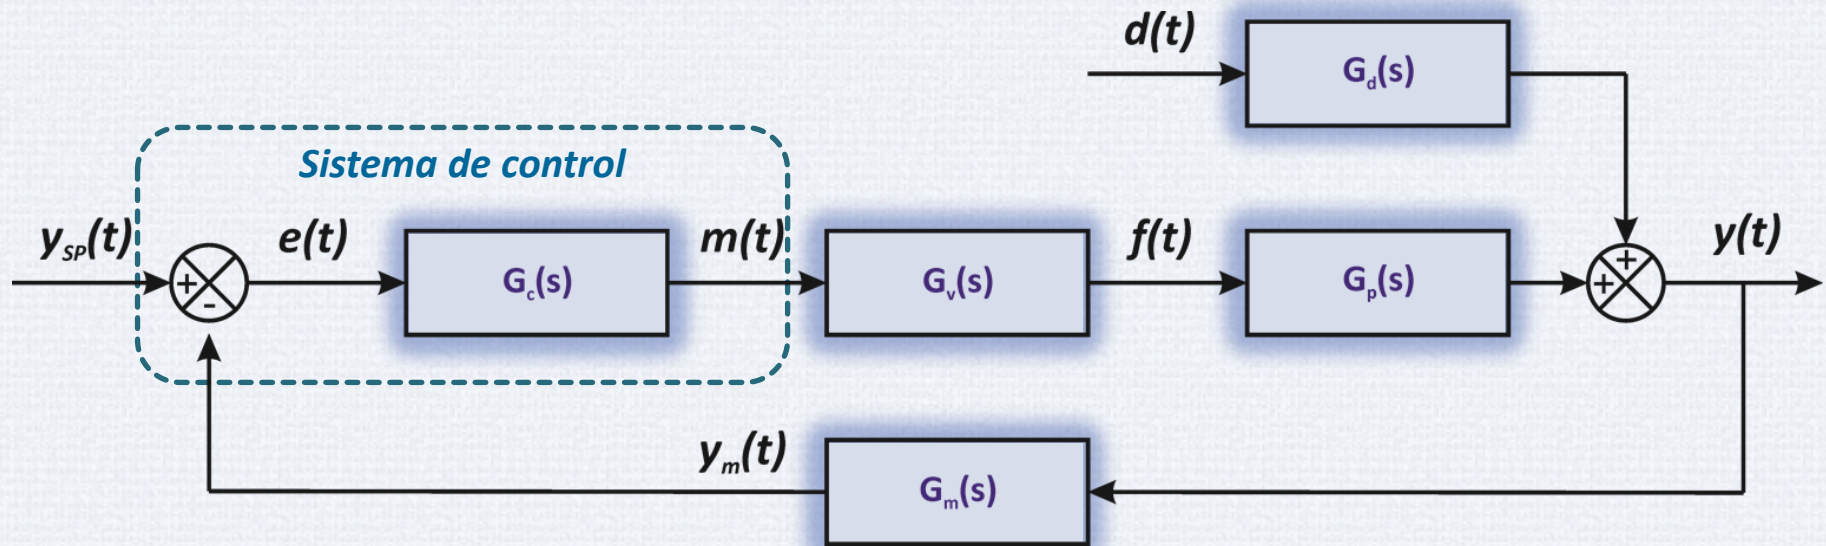 d(t)
G_d(s)
Sistema de control
y_SP(t)
e(t)
m(t)
f(t)
y(t)
+
-
G_c(s)
G_v(s)
G_p(s)
+
+
y_m(t)
G_m(s)